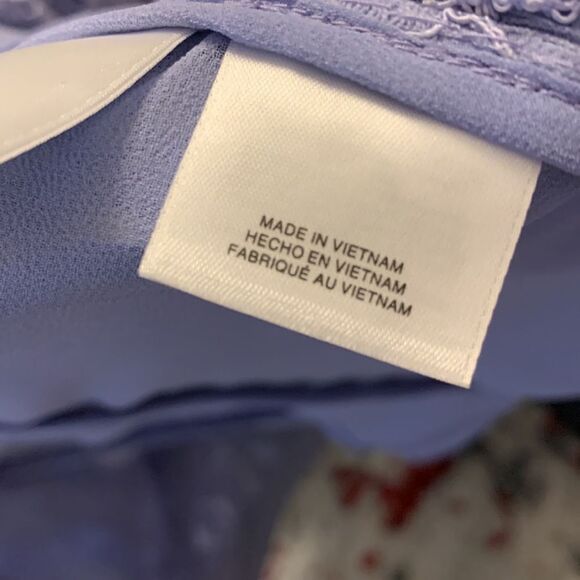 MADE IN VIETNAM
HECHO EN VIETNAM
FABRIQUÉ AU VIETNAM